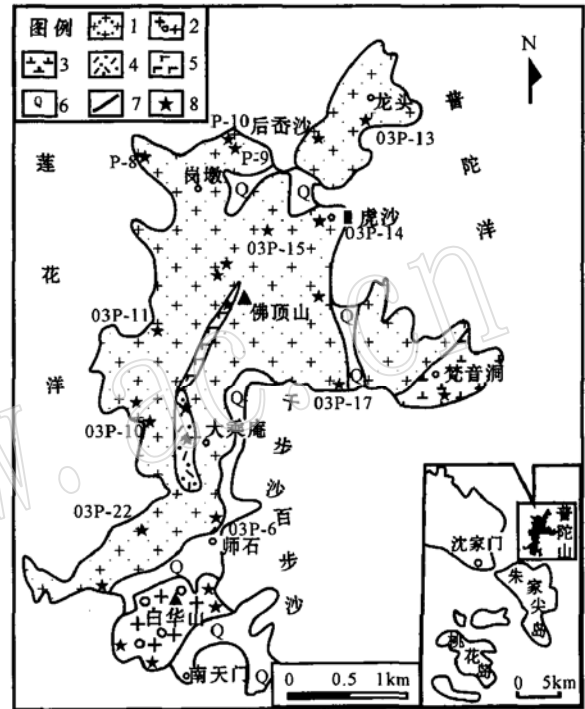 图例
1
2
3
4
5
6
7
8
Q
N
龙头
普陀洋
P-10
后岙沙
03P-13
P-8
P-9
岗墩
莲花洋
Q
Q
虎沙
03P-14
03P-15
佛顶山
03P-11
Q
梵音洞
Q
Q
03P-17
千步沙
03P-10
大乘庵
百步沙
03P-22
03P-6
师石
Q
白华山
Q
南天门
Q
0 0.5 1km
普陀山
沈家门
朱家尖岛
桃花岛
0 5km
www.ac.cn